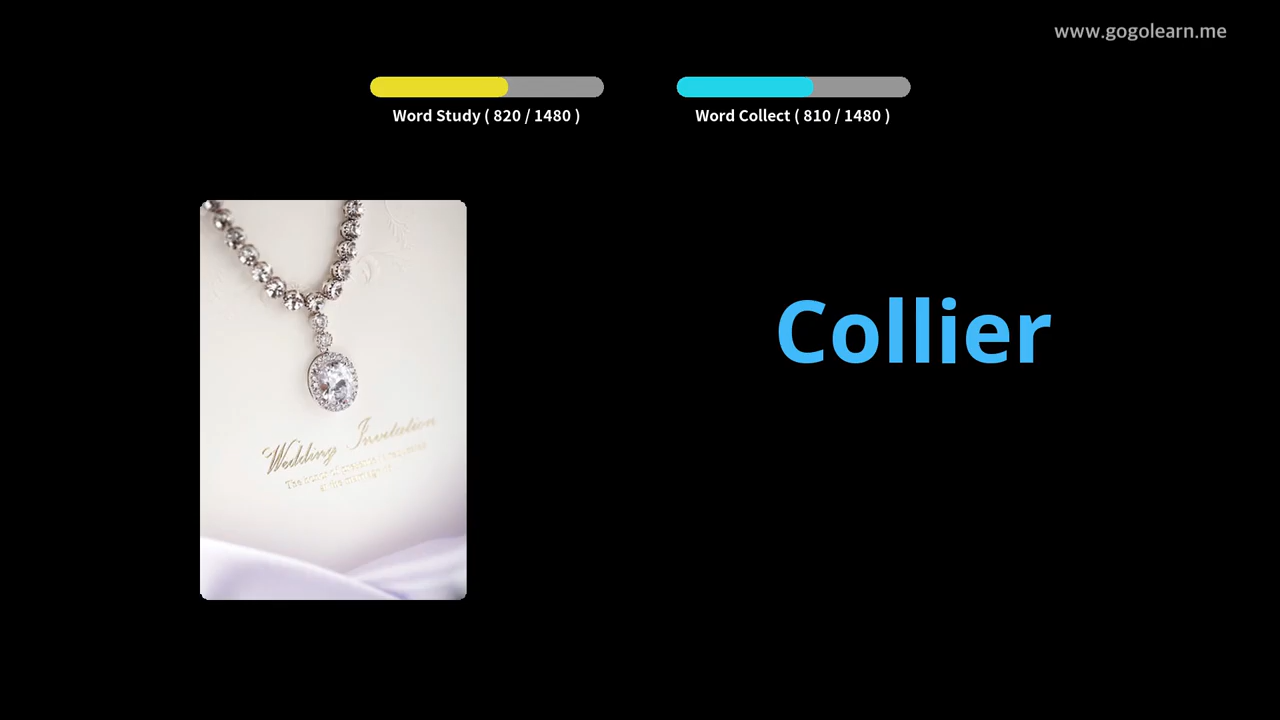 www.gogolearn.me
Word Study ( 820 / 1480 )
Word Collect ( 810 / 1480 )
Collier
Wedding Invitation